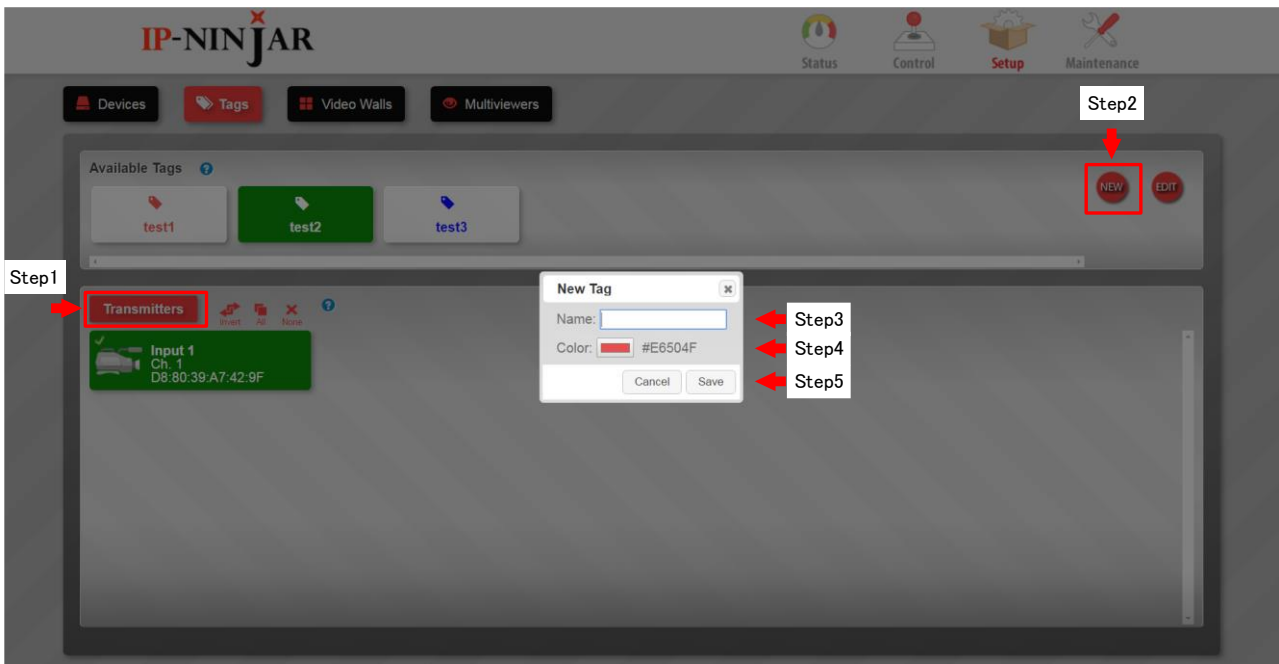 IP-NINJAR
Status
Control
Setup
Maintenance
Devices
Tags
Video Walls
Multiviewers
Step2
Available Tags ?
NEW
EDIT
test1
test2
test3
Step1
New Tag
Transmitters
Invert
All
None
?
Name:
Step3
Color: #E6504F
Step4
Input 1
Ch. 1
D8:80:39:A7:42:9F
Cancel
Save
Step5